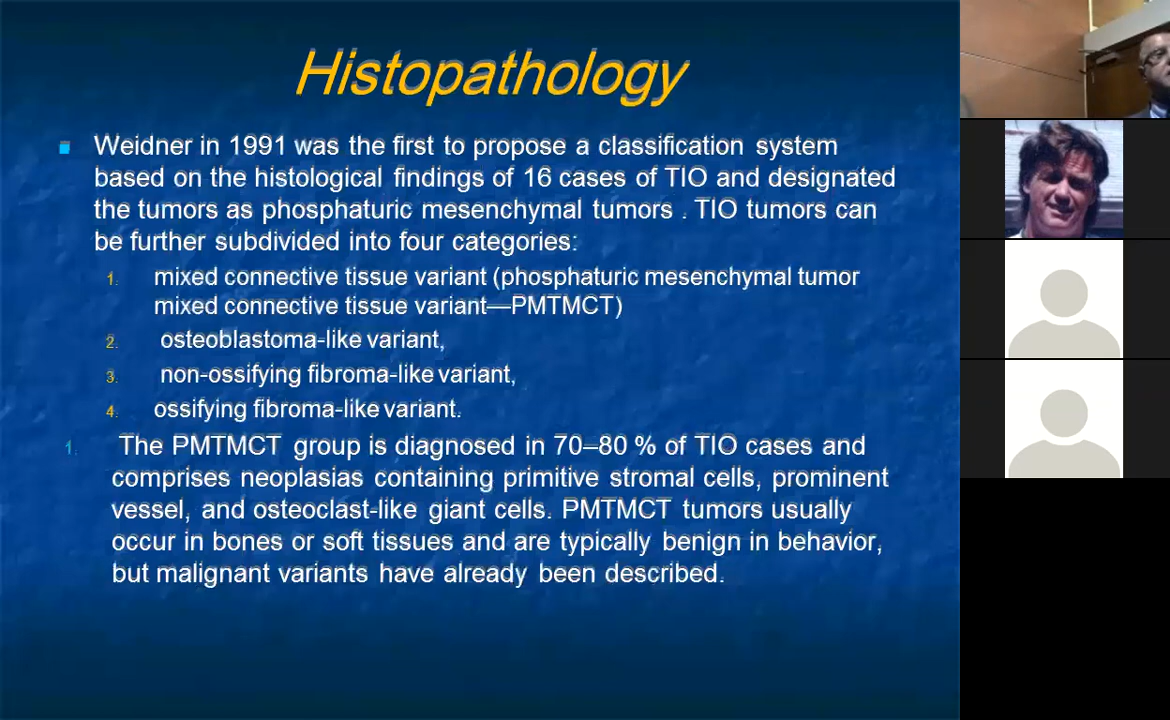 Histopathology
Weidner in 1991 was the first to propose a classification system
based on the histological findings of 16 cases of TIO and designated
the tumors as phosphaturic mesenchymal tumors . TIO tumors can
be further subdivided into four categories:
1. mixed connective tissue variant (phosphaturic mesenchymal tumor
mixed connective tissue variant—PMTMCT)
2. osteoblastoma-like variant,
3. non-ossifying fibroma-like variant,
4. ossifying fibroma-like variant.
1. The PMTMCT group is diagnosed in 70–80 % of TIO cases and
comprises neoplasias containing primitive stromal cells, prominent
vessel, and osteoclast-like giant cells. PMTMCT tumors usually
occur in bones or soft tissues and are typically benign in behavior,
but malignant variants have already been described.